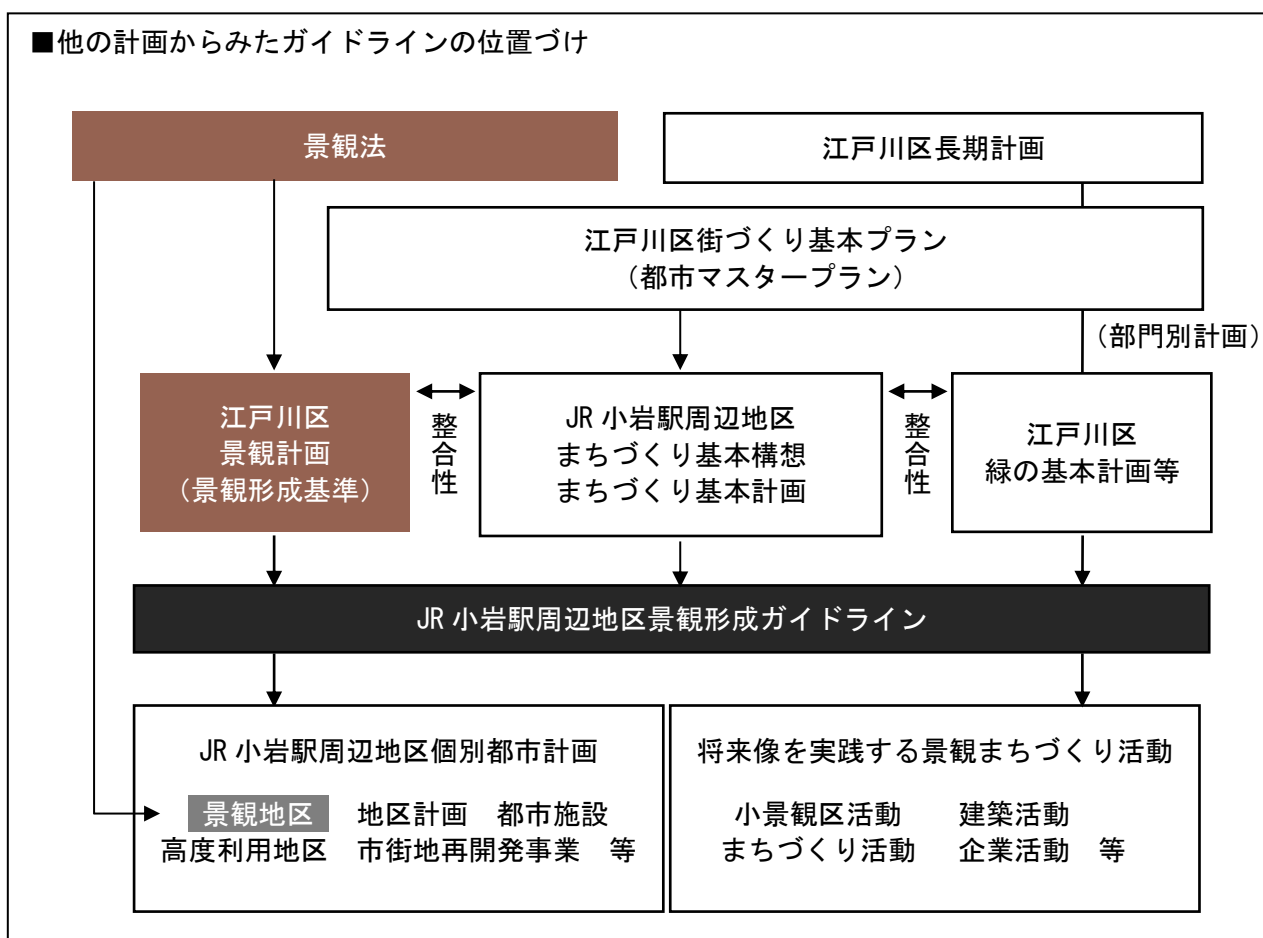 ■他の計画からみたガイドラインの位置づけ
景観法
江戸川区長期計画
江戸川区街づくり基本プラン
（都市マスタープラン）
（部門別計画）
江戸川区
景観計画
（景観形成基準）
整合性
JR 小岩駅周辺地区
まちづくり基本構想
まちづくり基本計画
整合性
江戸川区
緑の基本計画等
JR 小岩駅周辺地区景観形成ガイドライン
JR 小岩駅周辺地区個別都市計画
景観地区　地区計画　都市施設
高度利用地区　市街地再開発事業　等
将来像を実践する景観まちづくり活動
小景観区活動　建築活動
まちづくり活動　企業活動　等